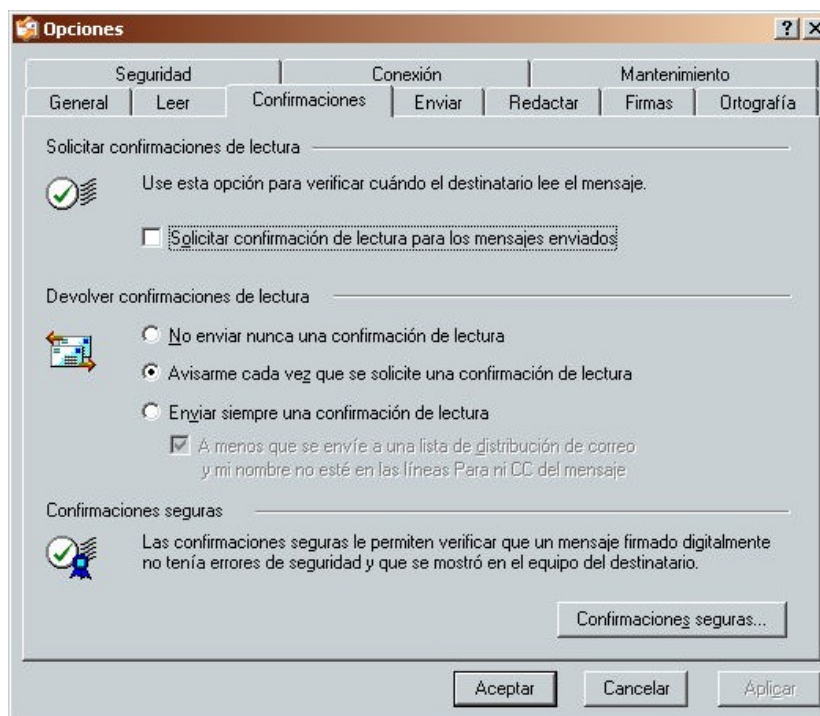 Opciones
Seguridad Conexión Mantenimiento
General Leer Confirmaciones Enviar Redactar Firmas Ortografía
Solicitar confirmaciones de lectura
Use esta opción para verificar cuándo el destinatario lee el mensaje.
Solicitar confirmación de lectura para los mensajes enviados
Devolver confirmaciones de lectura
No enviar nunca una confirmación de lectura
Avisarme cada vez que se solicite una confirmación de lectura
Enviar siempre una confirmación de lectura
A menos que se envíe a una lista de distribución de correo
y mi nombre no esté en las líneas Para ni CC del mensaje
Confirmaciones seguras
Las confirmaciones seguras le permiten verificar que un mensaje firmado digitalmente
no tenía errores de seguridad y que se mostró en el equipo del destinatario.
Confirmaciones seguras...
Aceptar Cancelar Aplicar